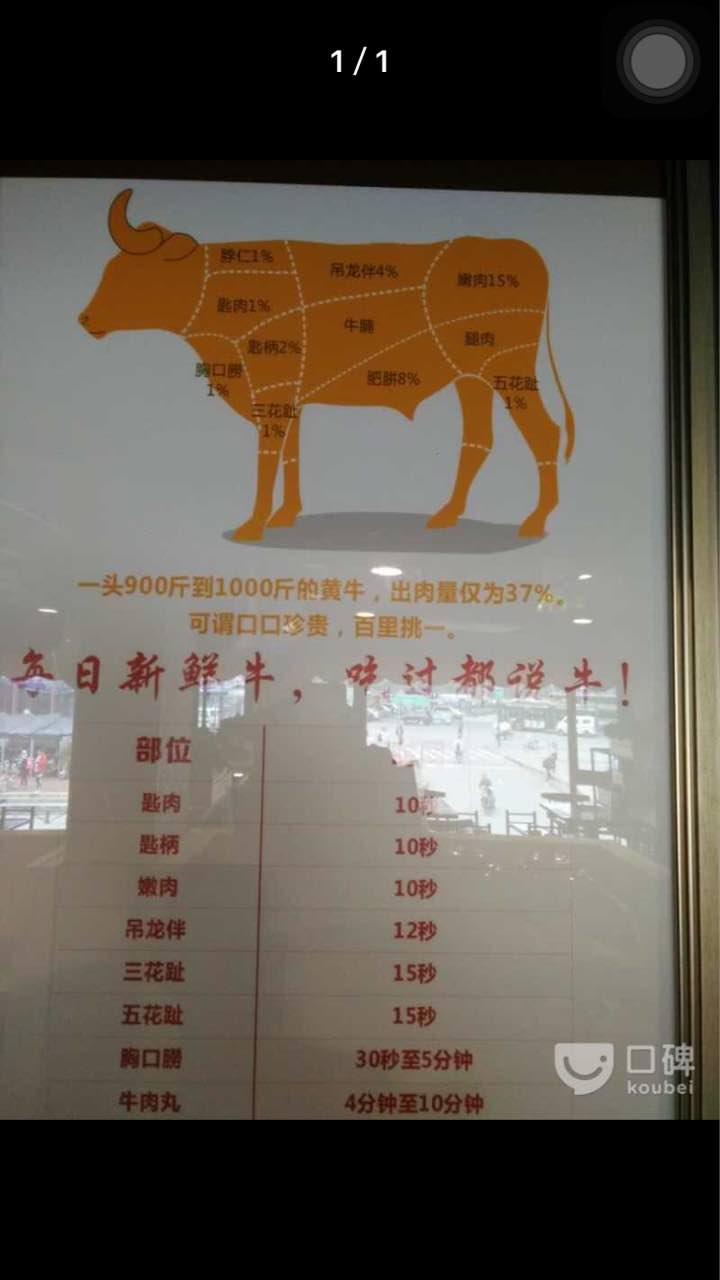 1/1
脖仁1%
吊龙伴4%
嫩肉15%
匙肉1%
牛腩
腿肉
匙柄2%
胸口朥
1%
肥胼8%
五花趾
1%
三花趾
1%
一头900斤到1000斤的黄牛，出肉量仅为37%。
可谓口口珍贵，百里挑一。
每日新鲜牛，吃过都说牛！
部位
匙肉 10秒
匙柄 10秒
嫩肉 10秒
吊龙伴 12秒
三花趾 15秒
五花趾 15秒
胸口朥 30秒至5分钟
牛肉丸 4分钟至10分钟
口碑
koubei